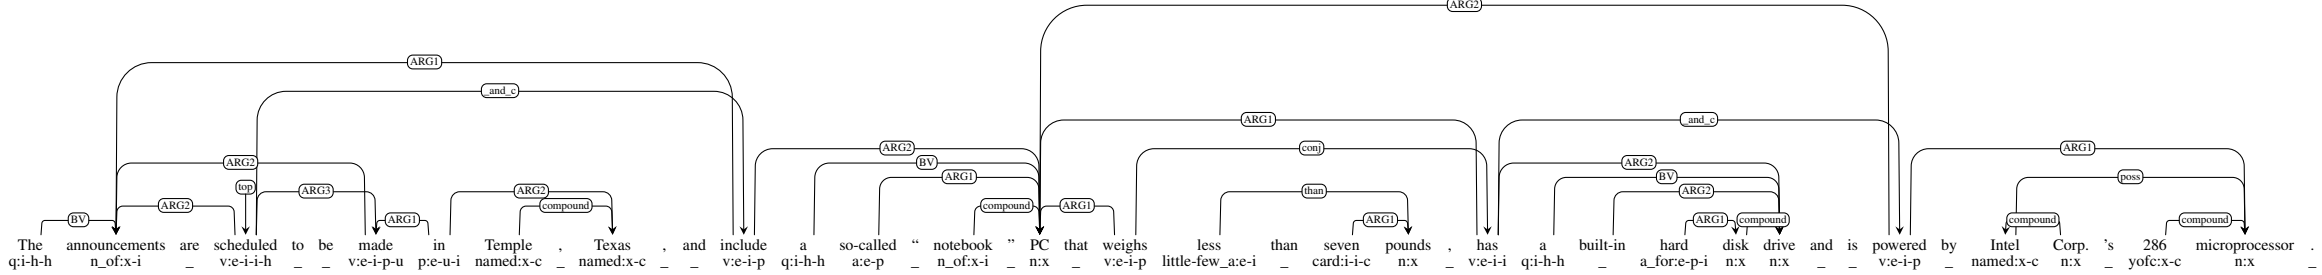 ARG2
ARG1
_and_c
ARG1 _and_c
ARG2 conj ARG1
ARG2 BV ARG2
top ARG1 BV than poss
ARG3 ARG2 ARG2
BV ARG2 compound compound ARG1
ARG1 ARG1 ARG1 compound compound compound
The announcements are scheduled to be made in Temple , Texas , and include a so-called “ notebook ” PC that weighs less than seven pounds , has a built-in hard disk drive and is powered by Intel Corp. ’s 286 microprocessor .
q:i-h-h n_of:x-i _ v:e-i-i-h _ _ v:e-i-p-u p:e-u-i named:x-c _ named:x-c _ _ v:e-i-p q:i-h-h a:e-p _ n_of:x-i _ n:x _ v:e-i-p little-few_a:e-i _ card:i-i-c n:x _ v:e-i-i q:i-h-h _ a_for:e-p-i n:x n:x _ _ v:e-i-p _ named:x-c n:x _ yofc:x-c n:x _